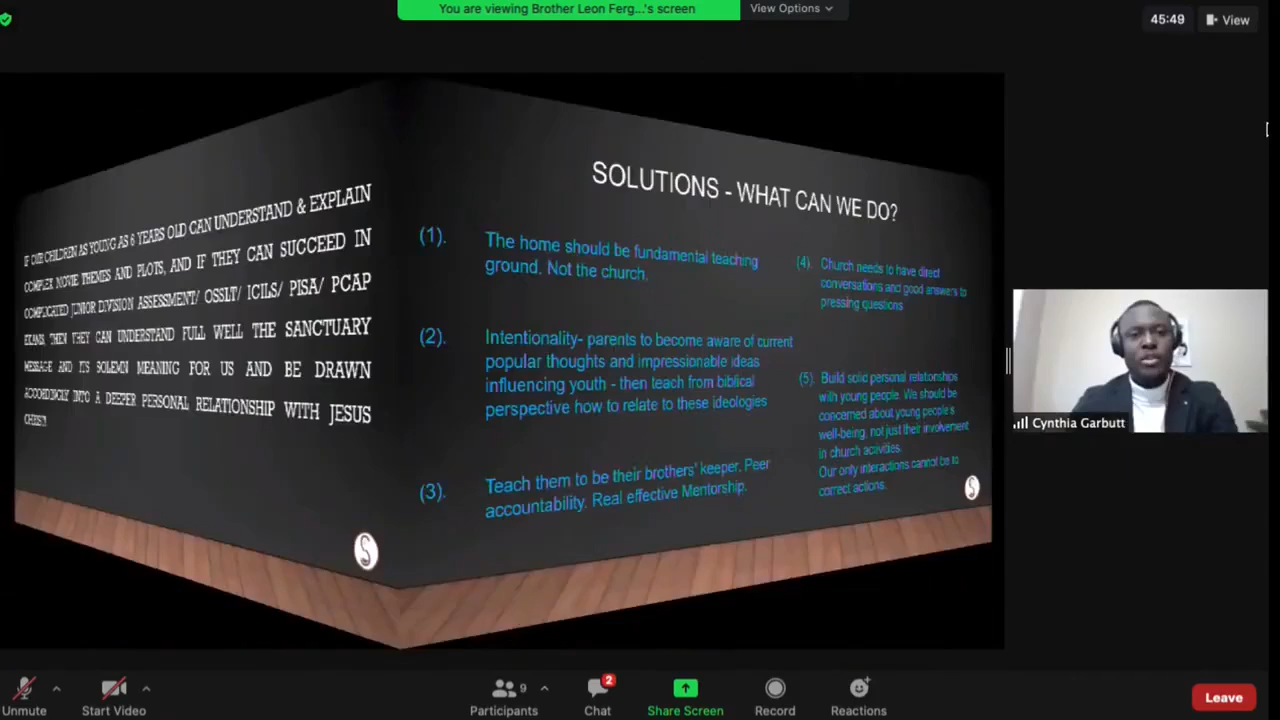 You are viewing Brother Leon Ferg...'s screen
View Options
45:49
View
IF OUR CHILDREN AS YOUNG AS 6 YEARS OLD CAN UNDERSTAND & EXPLAIN
COMPLEX MOVIE THEMES AND PLOTS, AND IF THEY CAN SUCCEED IN
COMPLICATED JUNIOR DIVISION ASSESSMENT/ OSSLT/ ICILS/ PISA/ PCAP
EXAMS, THEN THEY CAN UNDERSTAND FULL WELL THE SANCTUARY
MESSAGE AND ITS SOLEMN MEANING FOR US AND BE DRAWN
ACCORDINGLY INTO A DEEPER PERSONAL RELATIONSHIP WITH JESUS
S
SOLUTIONS - WHAT CAN WE DO?
(1). The home should be fundamental teaching
ground. Not the church.
(2). Intentionality- parents to become aware of current
popular thoughts and impressionable ideas
influencing youth - then teach from biblical
perspective how to relate to these ideologies
(3). Teach them to be their brothers' keeper. Peer
accountability. Real effective Mentorship.
(4). Church needs to have direct
conversations and good answers to
pressing questions
(5). Build solid personal relationships
with young people. We should be
concerned about young people's
well-being, not just their involvement
in church activities.
Our only interactions cannot be to
correct actions.
S
Cynthia Garbutt
Unmute
Start Video
9
Participants
2
Chat
Share Screen
Record
Reactions
Leave